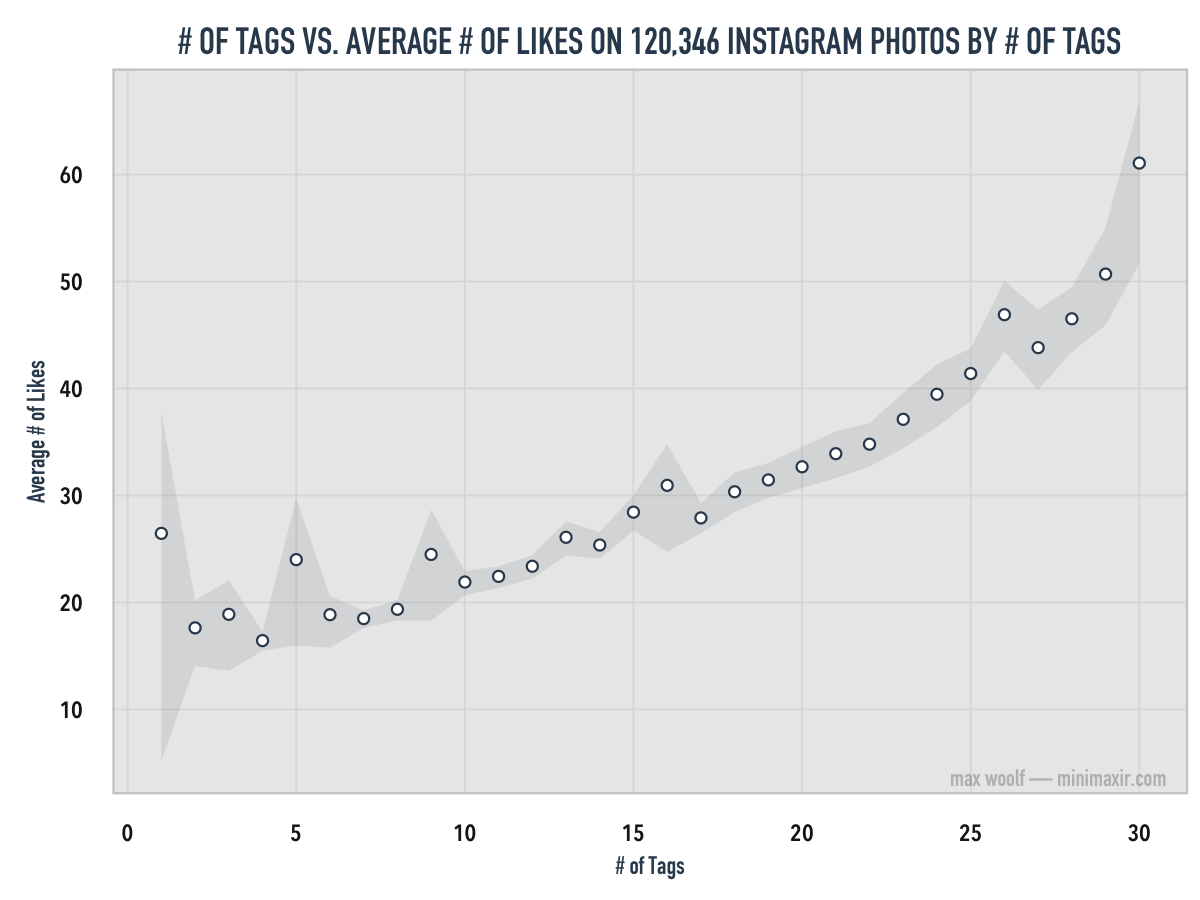 # OF TAGS VS. AVERAGE # OF LIKES ON 120,346 INSTAGRAM PHOTOS BY # OF TAGS
60
50
40
30
20
10
Average # of Likes
max woolf — minimaxir.com
0 5 10 15 20 25 30
# of Tags